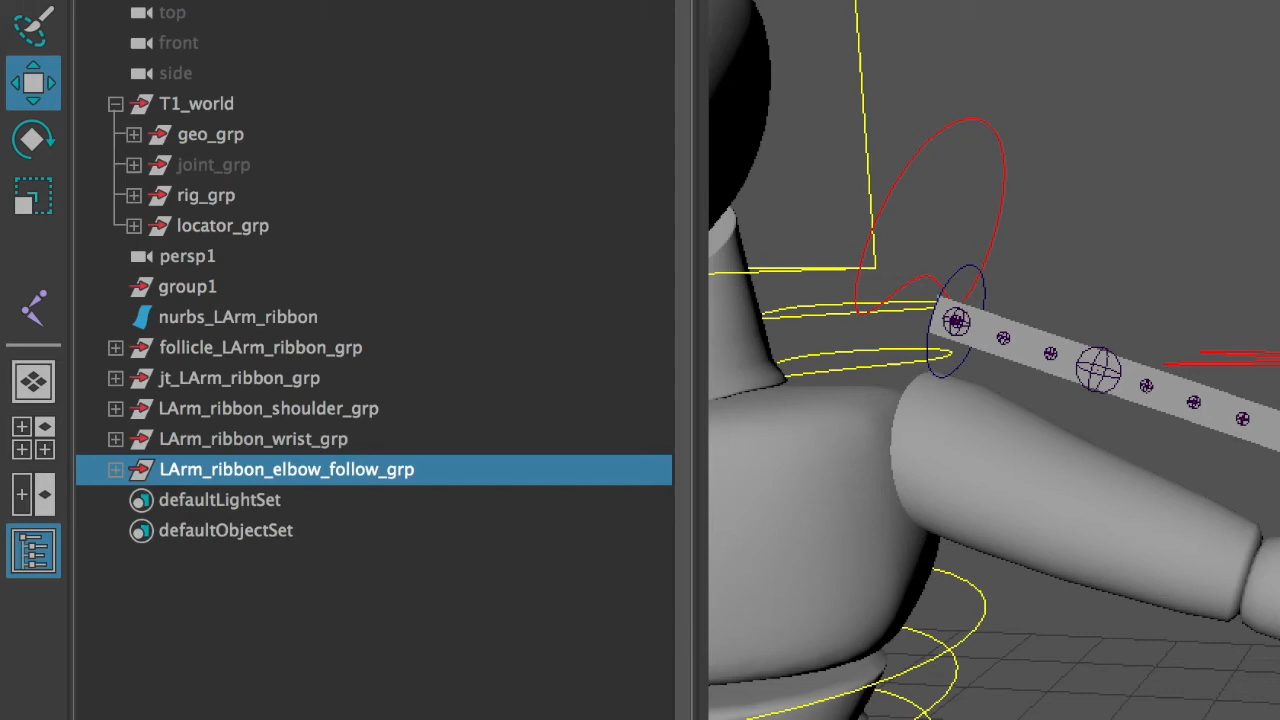 top
front
side
T1_world
geo_grp
joint_grp
rig_grp
locator_grp
persp1
group1
nurbs_LArm_ribbon
follicle_LArm_ribbon_grp
jt_LArm_ribbon_grp
LArm_ribbon_shoulder_grp
LArm_ribbon_wrist_grp
LArm_ribbon_elbow_follow_grp
defaultLightSet
defaultObjectSet